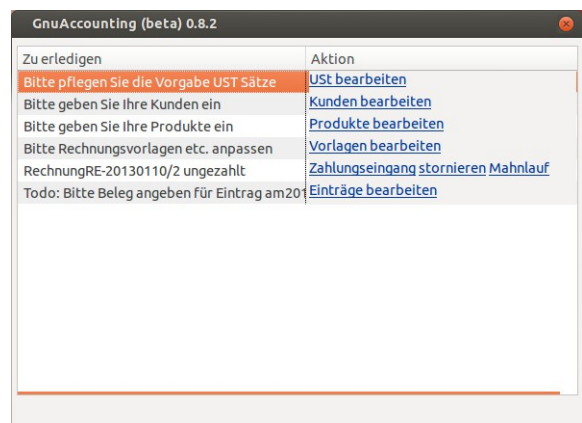 GnuAccounting (beta) 0.8.2
Zu erledigen Aktion
Bitte pflegen Sie die Vorgabe UST Sätze USt bearbeiten
Bitte geben Sie Ihre Kunden ein Kunden bearbeiten
Bitte geben Sie Ihre Produkte ein Produkte bearbeiten
Bitte Rechnungsvorlagen etc. anpassen Vorlagen bearbeiten
RechnungRE-20130110/2 ungezahlt Zahlungseingang stornieren Mahnlauf
Todo: Bitte Beleg angeben für Eintrag am201 Einträge bearbeiten